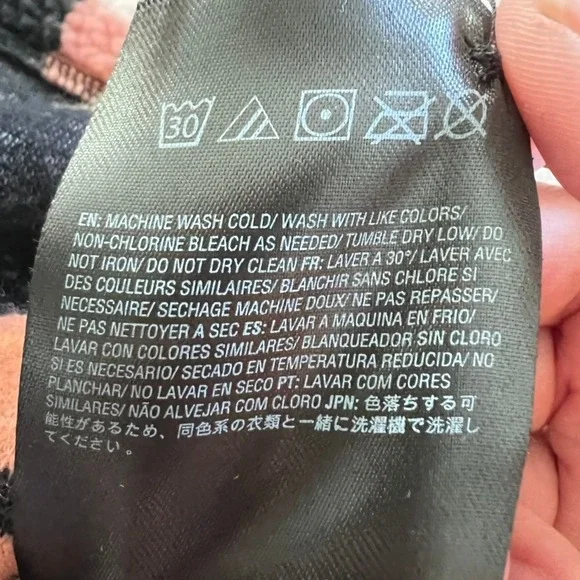 30
EN: MACHINE WASH COLD/ WASH WITH LIKE COLORS/
NON-CHLORINE BLEACH AS NEEDED/ TUMBLE DRY LOW/ DO
NOT IRON/ DO NOT DRY CLEAN FR: LAVER A 30°/ LAVER AVEC
DES COULEURS SIMILAIRES/ BLANCHIR SANS CHLORE SI
NECESSAIRE/ SECHAGE MACHINE DOUX/ NE PAS REPASSER/
NE PAS NETTOYER A SEC ES: LAVAR A MAQUINA EN FRIO/
LAVAR CON COLORES SIMILARES/ BLANQUEADOR SIN CLORO
SI ES NECESARIO/ SECADO EN TEMPERATURA REDUCIDA/ NO
PLANCHAR/ NO LAVAR EN SECO PT: LAVAR COM CORES
SIMILARES/ NÃO ALVEJAR COM CLORO JPN: 色落ちする可
能性があるため、同色系の衣類と一緒に洗濯機で洗濯し
てください。